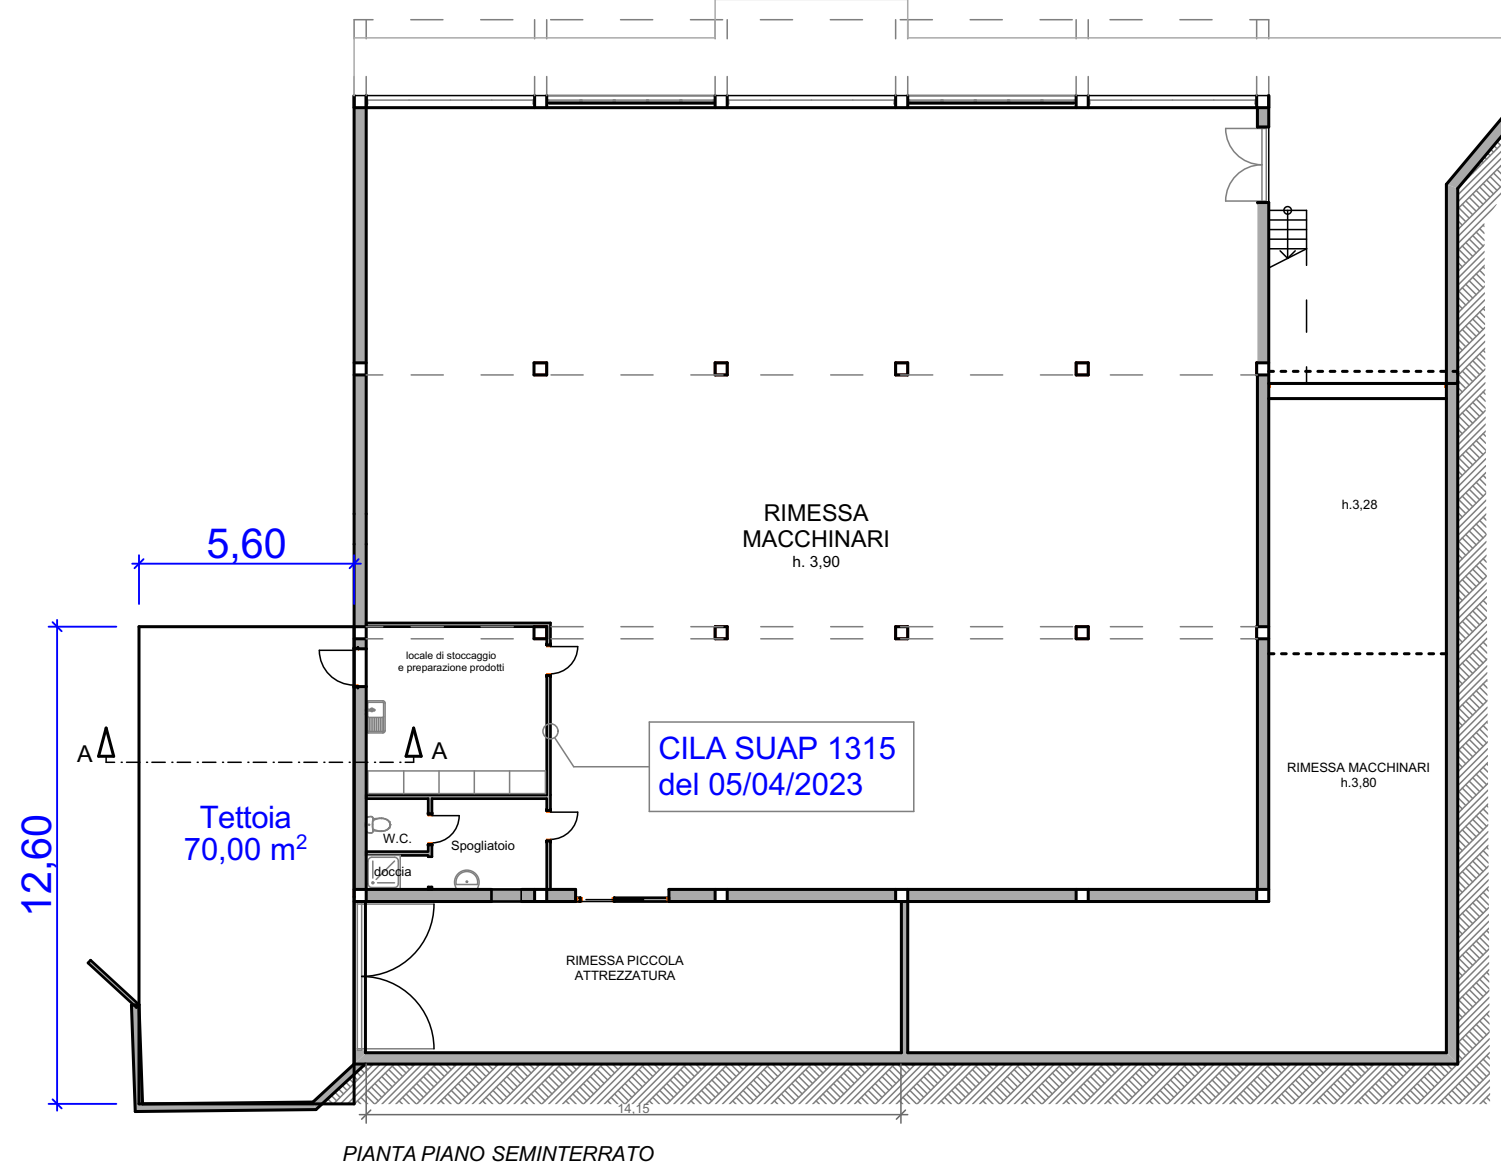 RIMESSA
MACCHINARI
h. 3,90
h.3,28
5,60
locale di stoccaggio
e preparazione prodotti
CILA SUAP 1315
del 05/04/2023
A
A
RIMESSA MACCHINARI
h.3,80
Tettoia
70,00 m²
12,60
W.C.
Spogliatoio
doccia
RIMESSA PICCOLA
ATTREZZATURA
14,15
PIANTA PIANO SEMINTERRATO